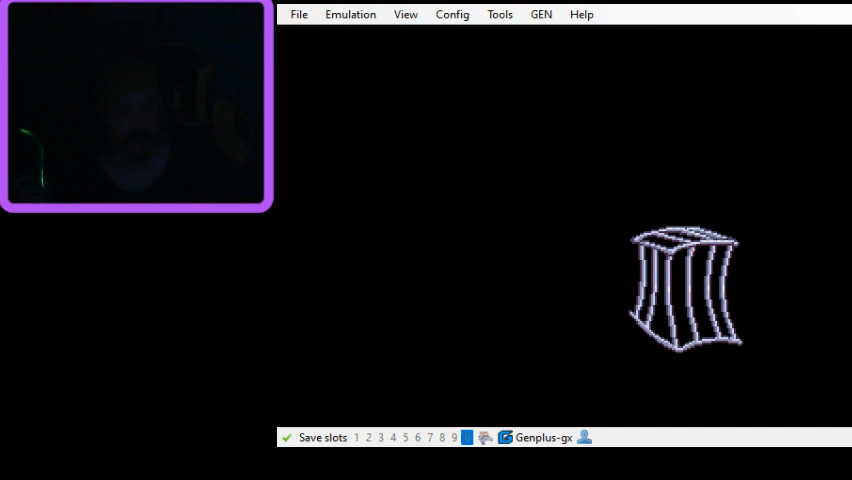 File Emulation View Config Tools GEN Help
Save slots 1 2 3 4 5 6 7 8 9 0 Genplus-gx